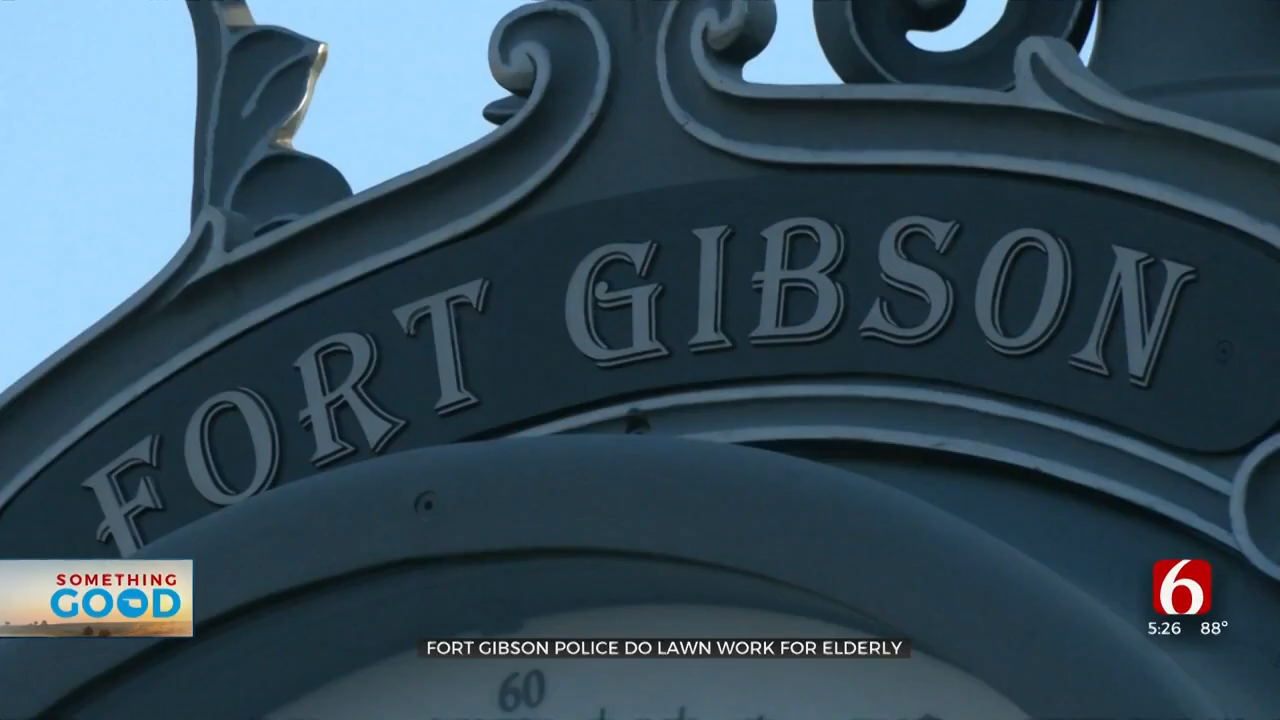 FORT GIBSON
SOMETHING
GOOD
6
5:26 88°
FORT GIBSON POLICE DO LAWN WORK FOR ELDERLY
60